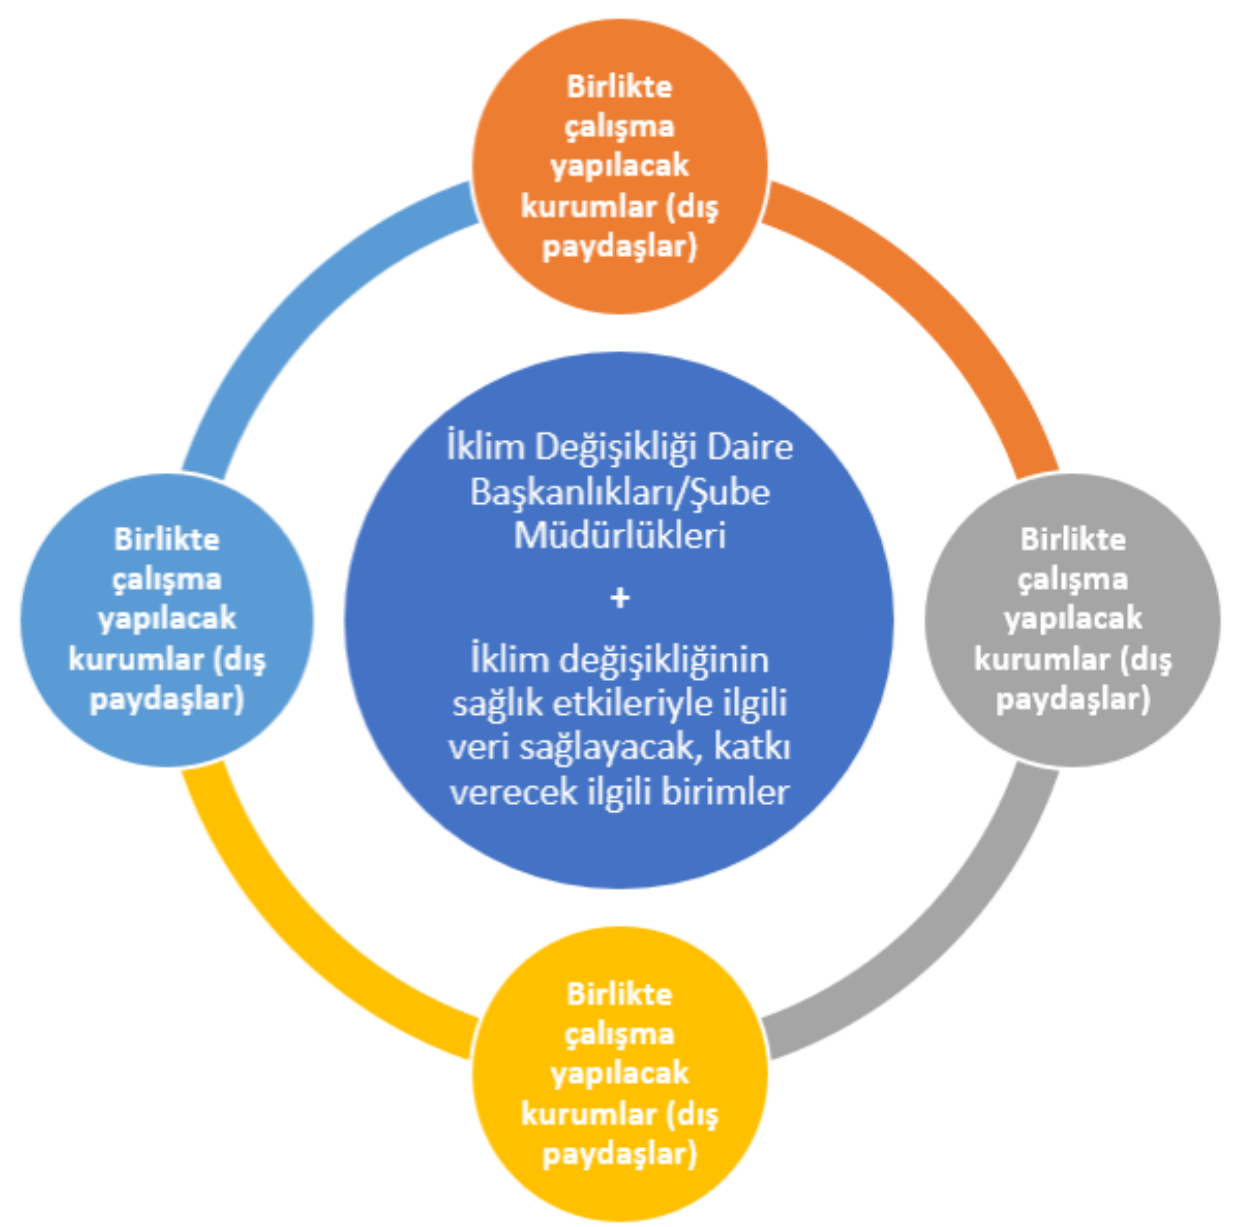 Birlikte
çalışma
yapılacak
kurumlar (dış
paydaşlar)
İklim Değişikliği Daire
Başkanlıkları/Şube
Müdürlükleri
+
İklim değişikliğinin
sağlık etkileriyle ilgili
veri sağlayacak, katkı
verecek ilgili birimler
Birlikte
çalışma
yapılacak
kurumlar (dış
paydaşlar)
Birlikte
çalışma
yapılacak
kurumlar (dış
paydaşlar)
Birlikte
çalışma
yapılacak
kurumlar (dış
paydaşlar)